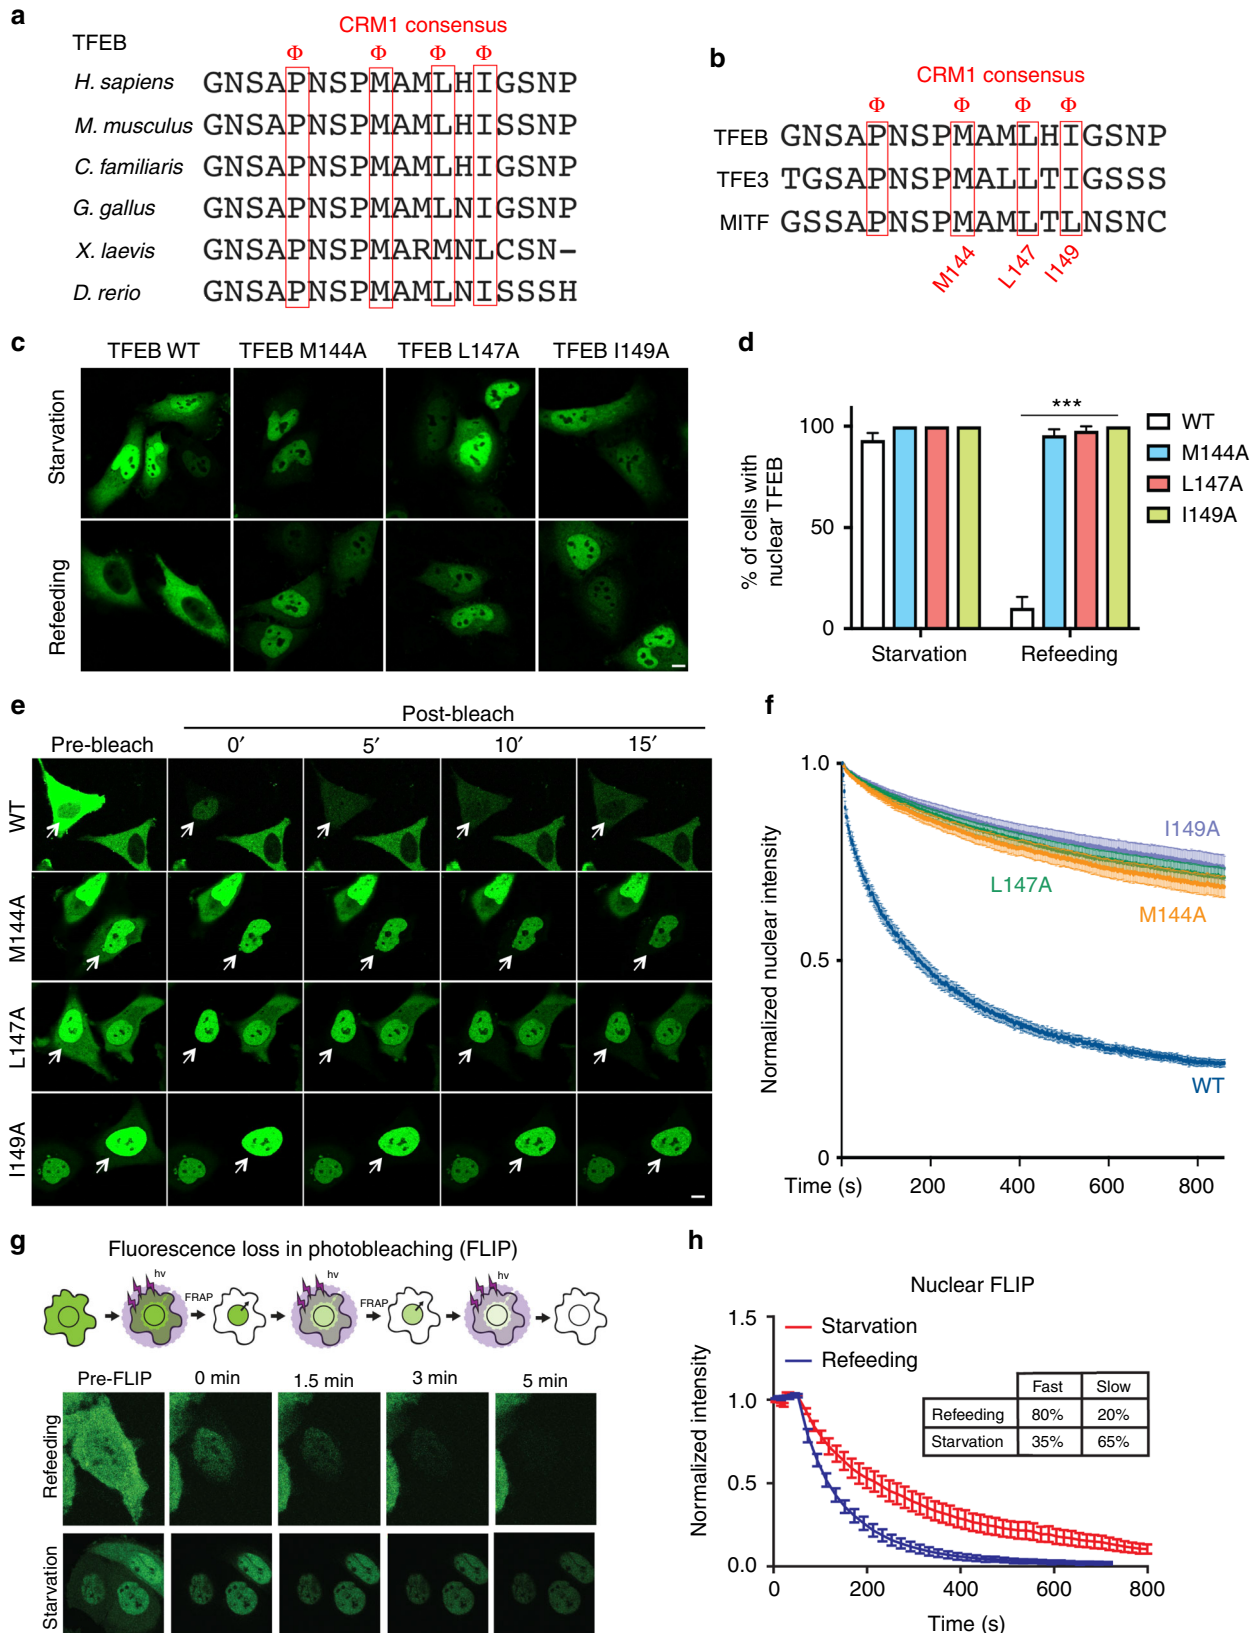 a
CRM1 consensus
TFEB
Φ Φ Φ Φ
H. sapiens GNSAPNSPMAMLHIGSNP
M. musculus GNSAPNSPMAMLHISSNP
C. familiaris GNSAPNSPMAMLHIGSNP
G. gallus GNSAPNSPMAMLNIGSNP
X. laevis GNSAPNSPMARMNLCSN–
D. rerio GNSAPNSPMAMLNISSSH
b
CRM1 consensus
Φ Φ Φ Φ
TFEB GNSAPNSPMAMLHIGSNP
TFE3 TGSAPNSPMALLTIGSSS
MITF GSSAPNSPMAMLTLNSNC
M144 L147 I149
c
TFEB WT TFEB M144A TFEB L147A TFEB I149A
Starvation
Refeeding
d
% of cells with
nuclear TFEB
100
50
0
***
Starvation Refeeding
WT
M144A
L147A
I149A
e
Post-bleach
Pre-bleach 0′ 5′ 10′ 15′
WT
M144A
L147A
I149A
f
Normalized nuclear intensity
1.0
0.5
0
I149A
L147A
M144A
WT
Time (s) 200 400 600 800
g
Fluorescence loss in photobleaching (FLIP)
hv hv hv
FRAP FRAP
Pre-FLIP 0 min 1.5 min 3 min 5 min
Refeeding
Starvation
h
Nuclear FLIP
Normalized intensity
1.5
1.0
0.5
0.0
Starvation
Refeeding
Fast Slow
Refeeding 80% 20%
Starvation 35% 65%
0 200 400 600 800
Time (s)